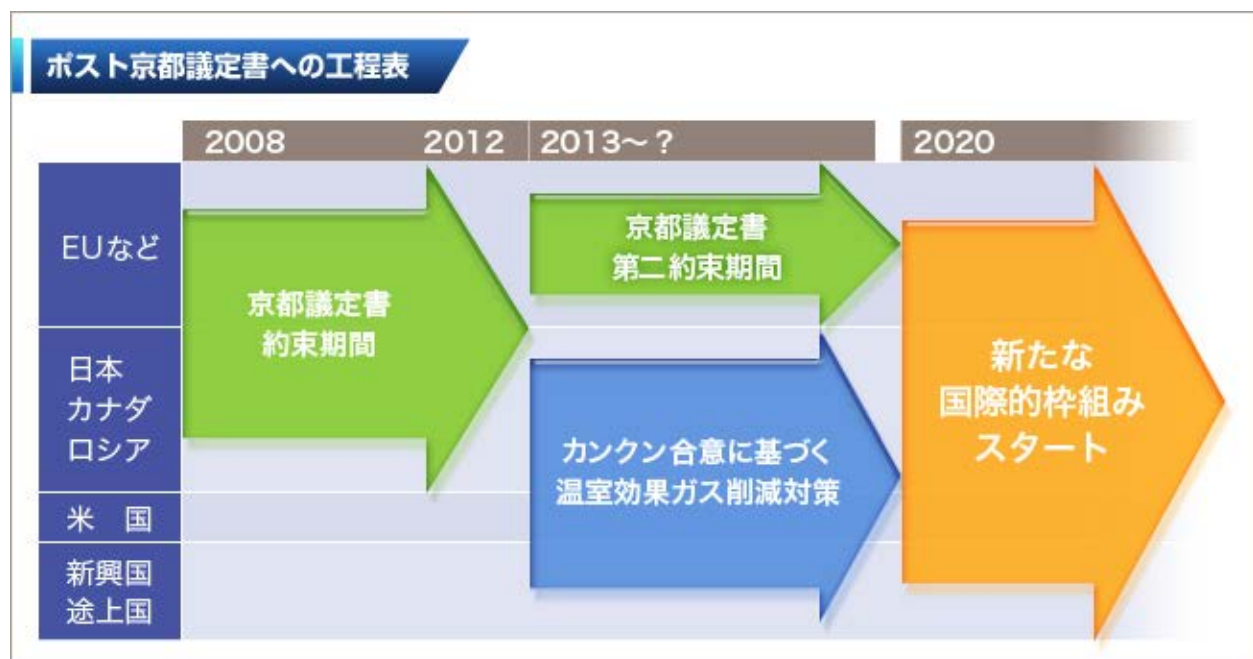 ポスト京都議定書への工程表
2008
2012
2013～？
2020
EUなど
日本
カナダ
ロシア
米　国
新興国
途上国
京都議定書
約束期間
京都議定書
第二約束期間
カンクン合意に基づく
温室効果ガス削減対策
新たな
国際的枠組み
スタート